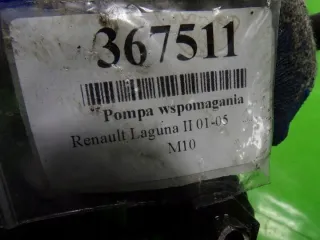 367511
" Pompa wspomagania
Renault Laguna II 01-05
M10